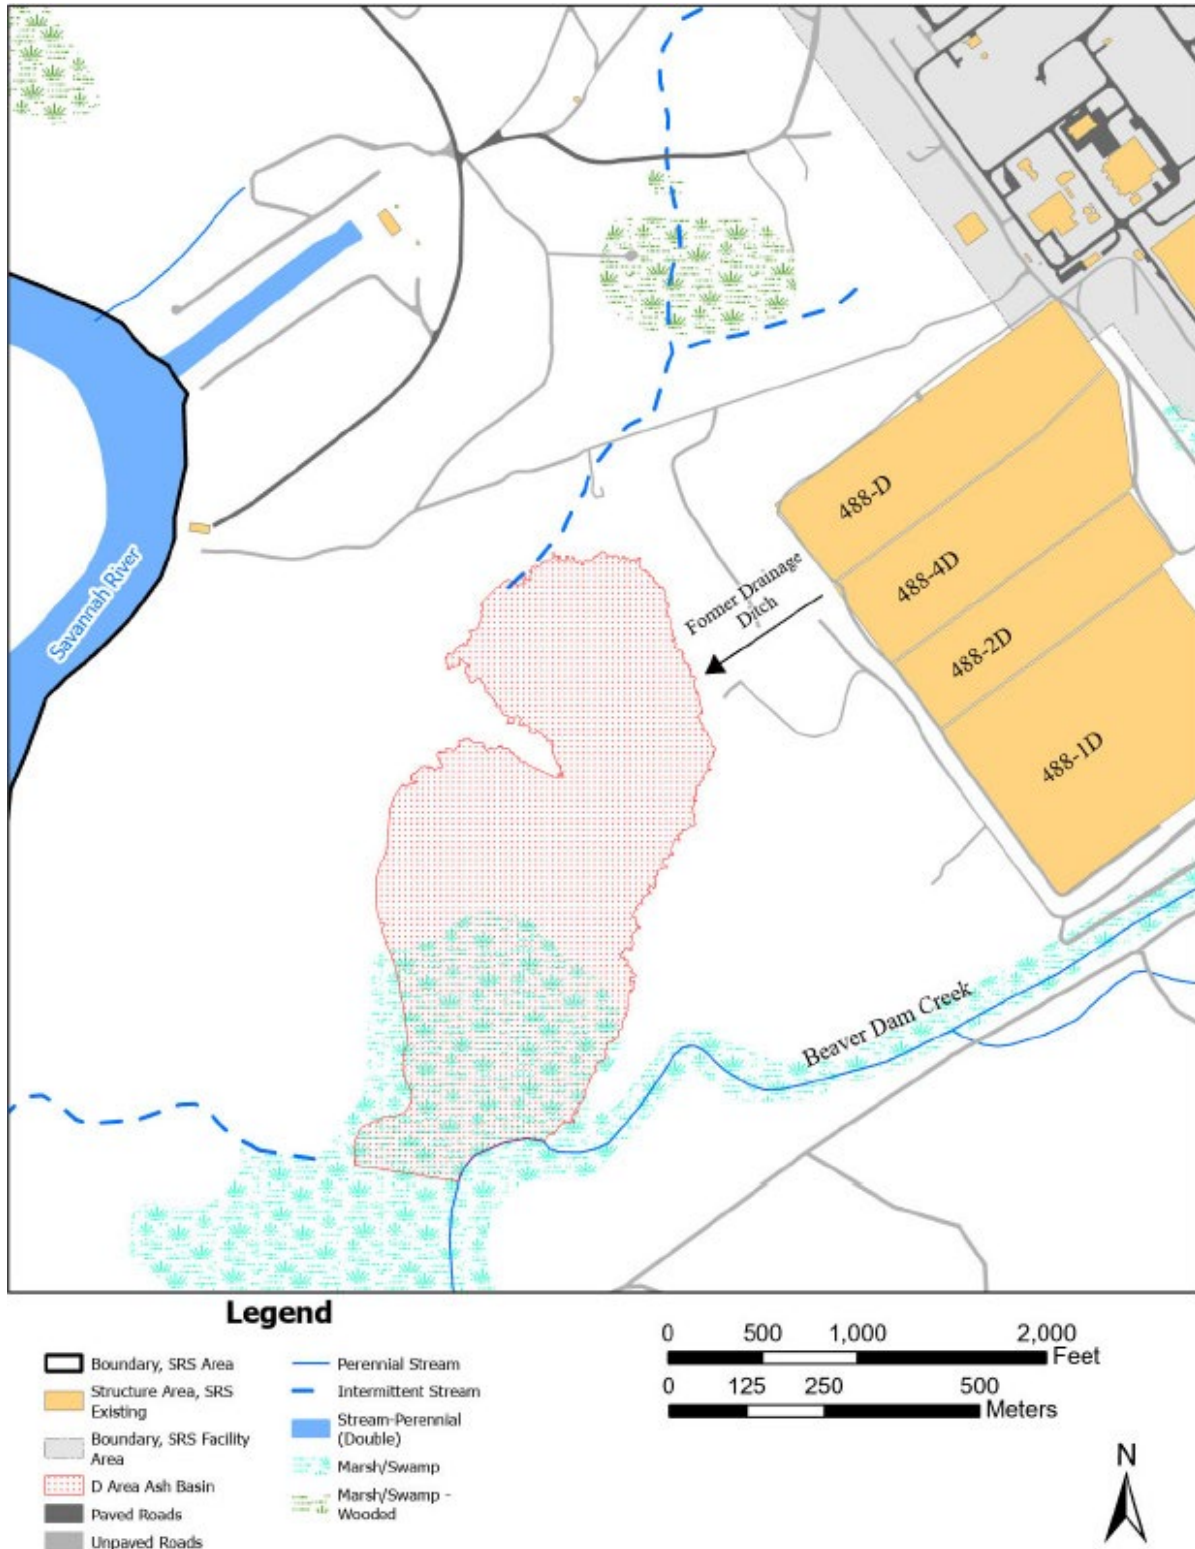 488-D
488-4D
488-2D
488-1D
Former Drainage
Ditch
Savannah River
Beaver Dam Creek
Legend
Boundary, SRS Area
Structure Area, SRS
Existing
Boundary, SRS Facility
Area
D Area Ash Basin
Paved Roads
Unpaved Roads
Perennial Stream
Intermittent Stream
Stream-Perennial
(Double)
Marsh/Swamp
Marsh/Swamp -
Wooded
0 500 1,000 2,000
Feet
0 125 250 500
Meters
N